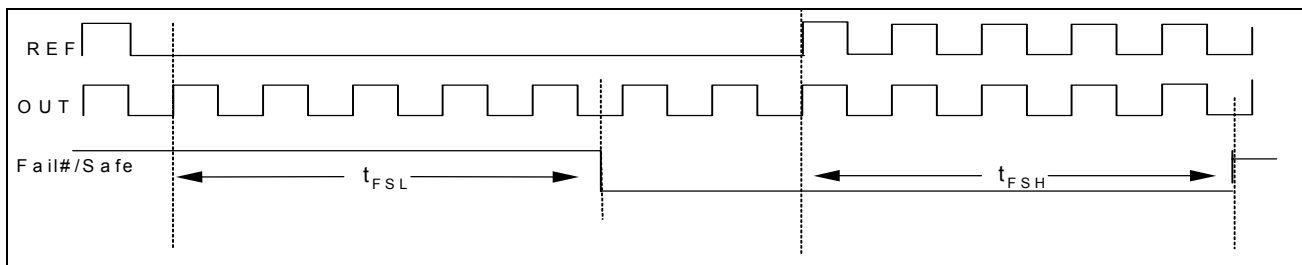 REF
OUT
Fail#/Safe
tFSL
tFSH